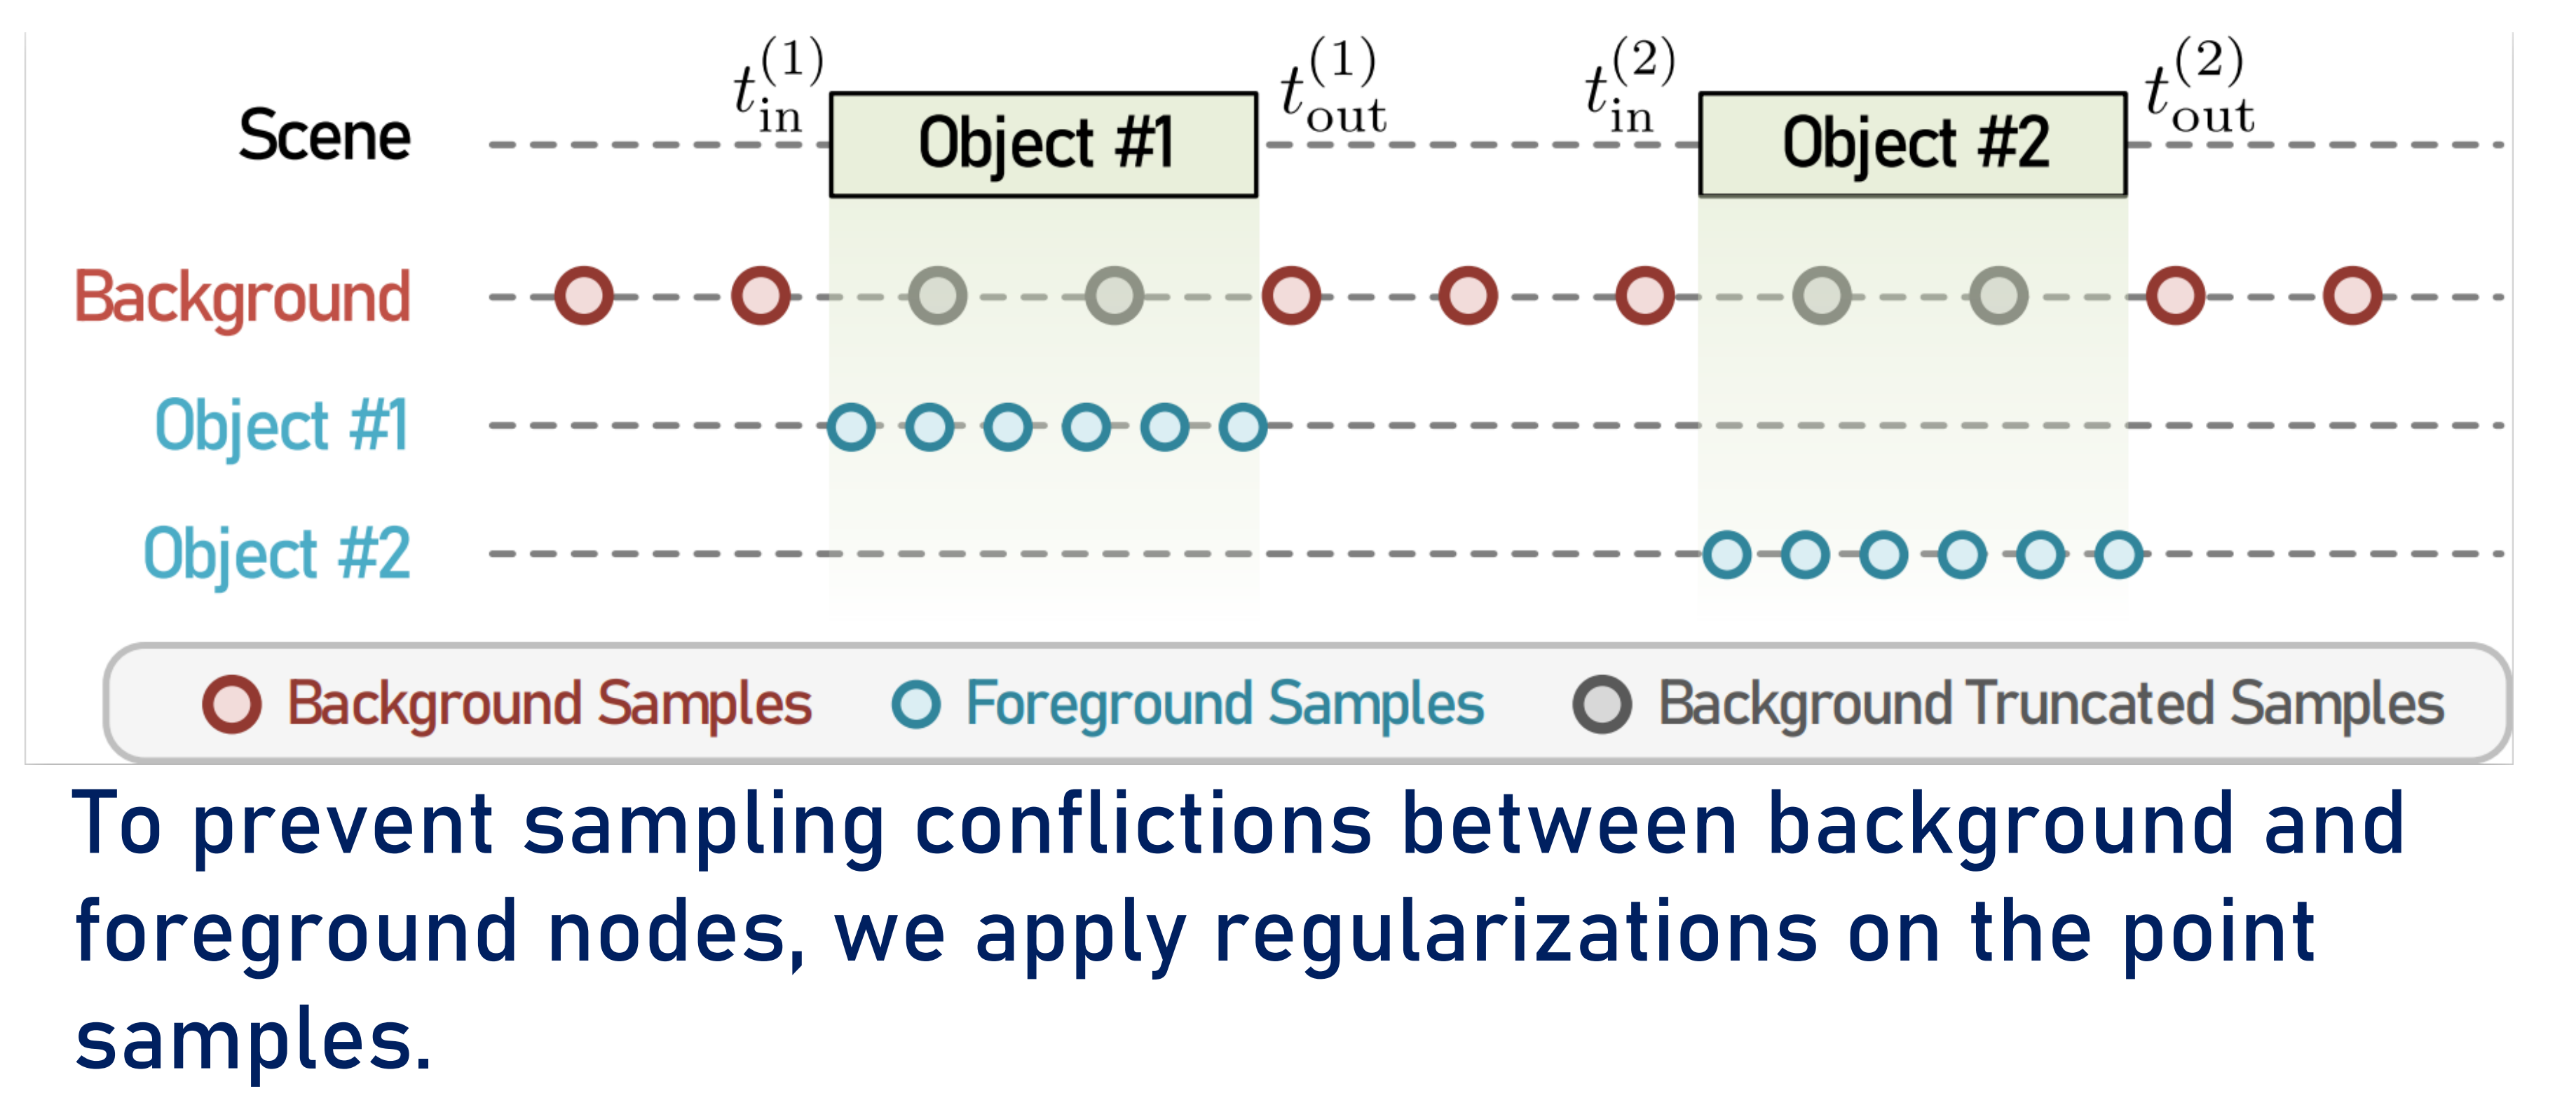 Scene t_in^(1) Object #1 t_out^(1) t_in^(2) Object #2 t_out^(2)
Background
Object #1
Object #2
Background Samples Foreground Samples Background Truncated Samples
To prevent sampling conflictions between background and
foreground nodes, we apply regularizations on the point
samples.